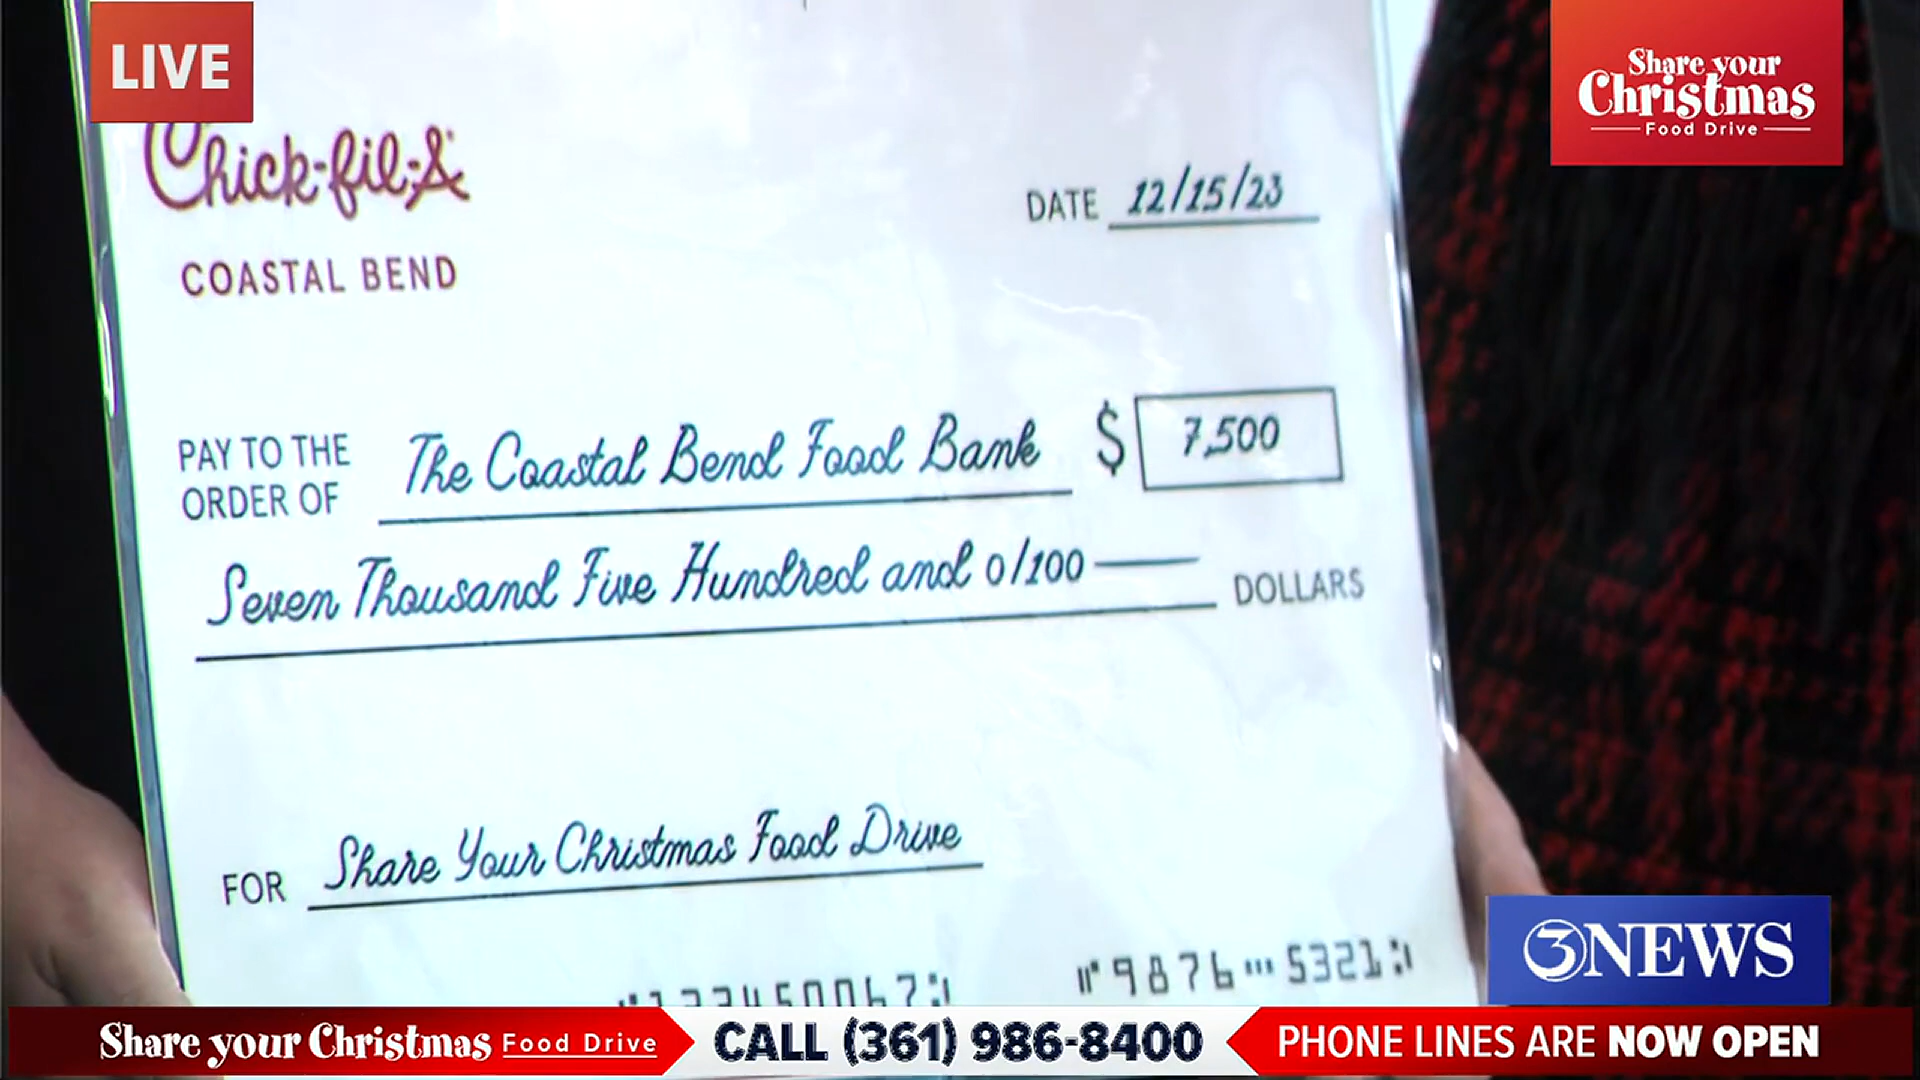 LIVE
Share your
Christmas
Food Drive
Chick-fil-A
COASTAL BEND
DATE 12/15/23
PAY TO THE
ORDER OF
The Coastal Bend Food Bank $ 7,500
Seven Thousand Five Hundred and 0/100 DOLLARS
FOR Share Your Christmas Food Drive
⑈9876⑉5321⑆
3NEWS
Share your Christmas Food Drive CALL (361) 986-8400 PHONE LINES ARE NOW OPEN